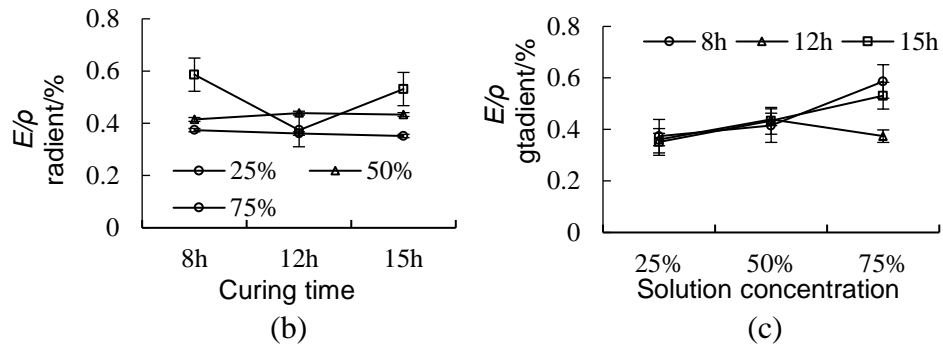 0.8
0.6
0.4
0.2
0
E/ρ
radient/%
25%
50%
75%
8h
12h
15h
Curing time
(b)
0.8
0.6
0.4
0.2
0
E/ρ
gtadient/%
8h
12h
15h
25%
50%
75%
Solution concentration
(c)